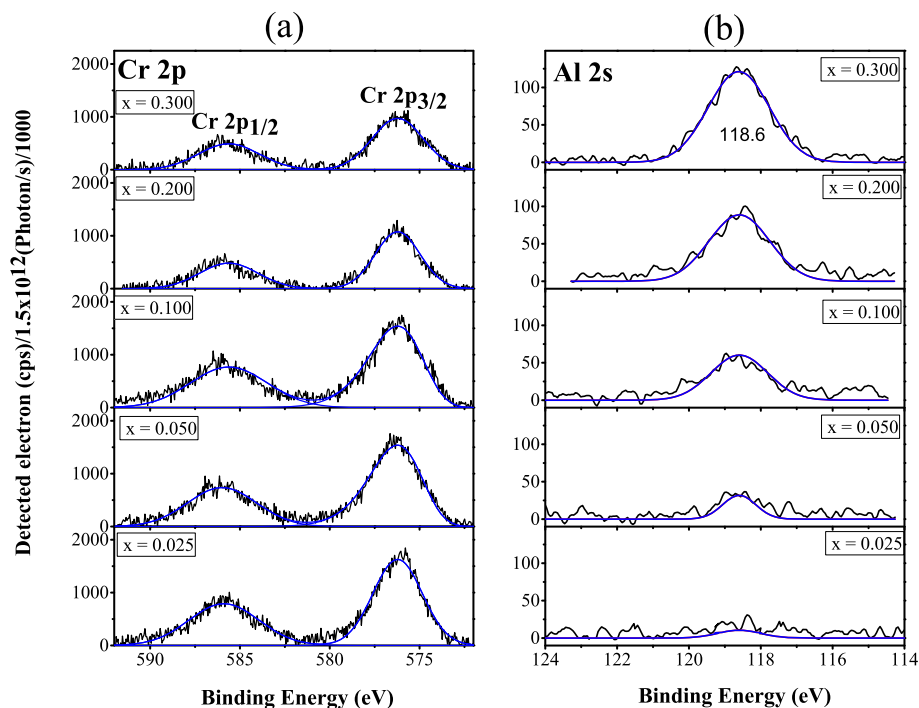 (a)
(b)
Detected electron (cps)/1.5x10¹²(Photon/s)/1000
Cr 2p
Cr 2p1/2
Cr 2p3/2
x = 0.300
2000
1000
0
x = 0.200
2000
1000
0
x = 0.100
2000
1000
0
x = 0.050
2000
1000
0
x = 0.025
2000
1000
0
590
585
580
575
Binding Energy (eV)
Al 2s
x = 0.300
118.6
100
50
0
x = 0.200
100
50
0
x = 0.100
100
50
0
x = 0.050
100
50
0
x = 0.025
100
50
0
124
122
120
118
116
114
Binding Energy (eV)